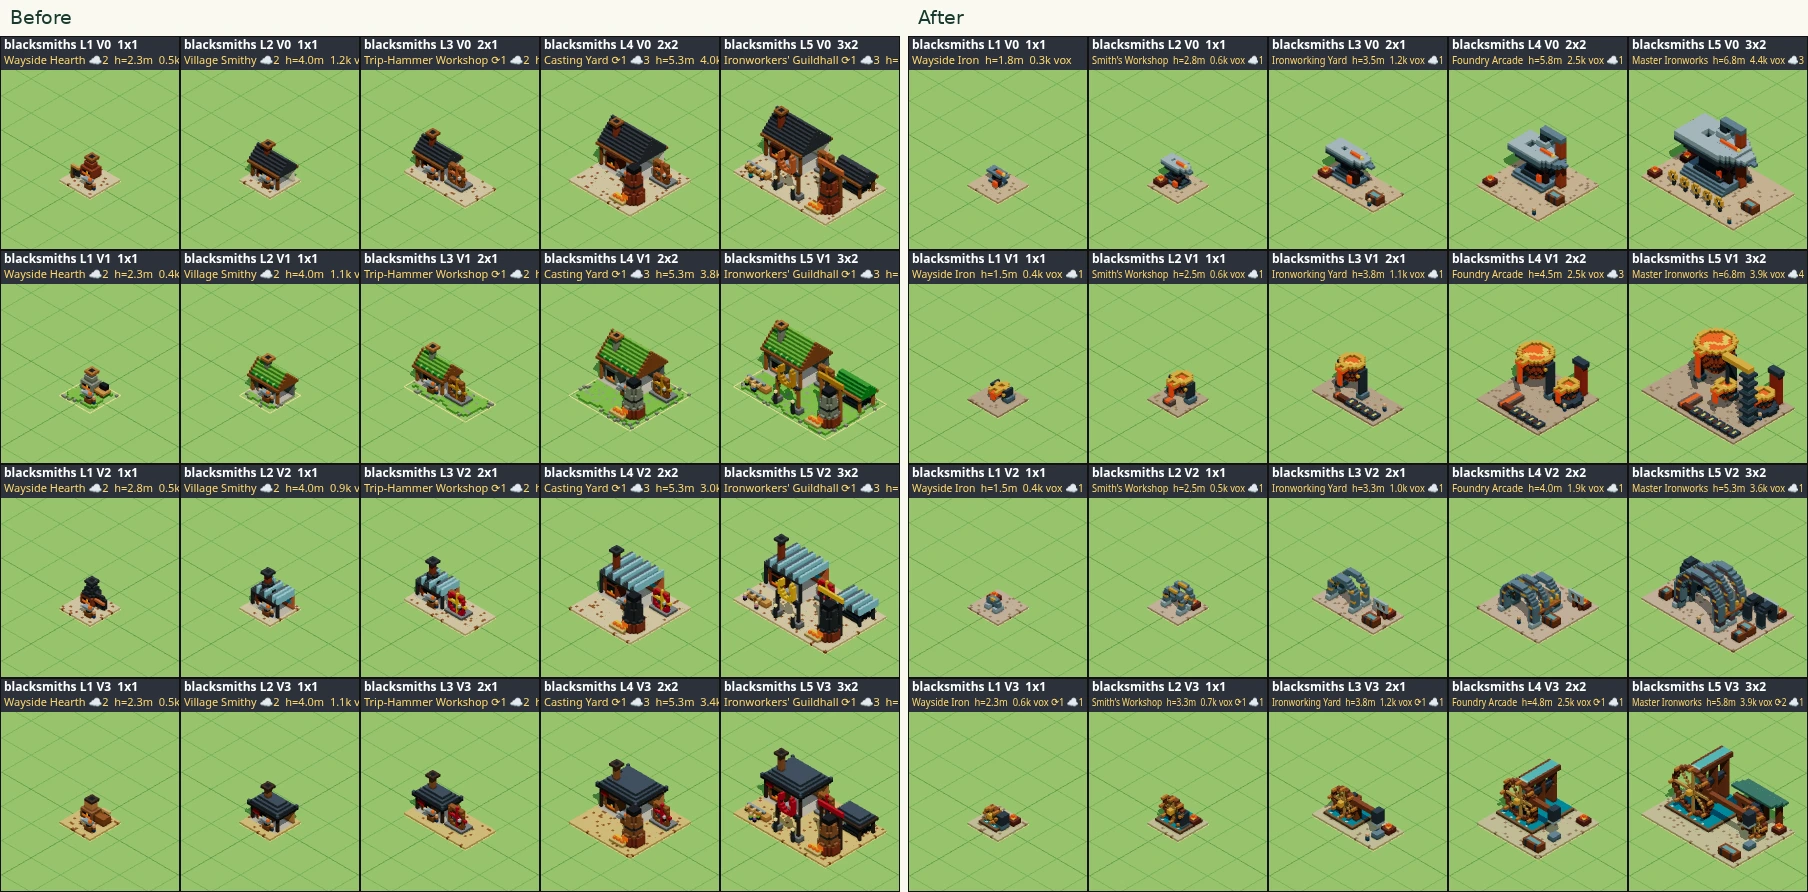 Before
After
blacksmiths L1 V0 1x1
Wayside Hearth ☁2 h=2.3m 0.5k
blacksmiths L2 V0 1x1
Village Smithy ☁2 h=4.0m 1.2k v
blacksmiths L3 V0 2x1
Trip-Hammer Workshop ⟳1 ☁2 h
blacksmiths L4 V0 2x2
Casting Yard ⟳1 ☁3 h=5.3m 4.0k
blacksmiths L5 V0 3x2
Ironworkers' Guildhall ⟳1 ☁3 h=
blacksmiths L1 V0 1x1
Wayside Iron h=1.8m 0.3k vox
blacksmiths L2 V0 1x1
Smith's Workshop h=2.8m 0.6k vox ☁1
blacksmiths L3 V0 2x1
Ironworking Yard h=3.5m 1.2k vox ☁1
blacksmiths L4 V0 2x2
Foundry Arcade h=5.8m 2.5k vox ☁1
blacksmiths L5 V0 3x2
Master Ironworks h=6.8m 4.4k vox ☁3
blacksmiths L1 V1 1x1
Wayside Hearth ☁2 h=2.3m 0.4k
blacksmiths L2 V1 1x1
Village Smithy ☁2 h=4.0m 1.1k v
blacksmiths L3 V1 2x1
Trip-Hammer Workshop ⟳1 ☁2 h
blacksmiths L4 V1 2x2
Casting Yard ⟳1 ☁3 h=5.3m 3.8k
blacksmiths L5 V1 3x2
Ironworkers' Guildhall ⟳1 ☁3 h=
blacksmiths L1 V1 1x1
Wayside Iron h=1.5m 0.4k vox ☁1
blacksmiths L2 V1 1x1
Smith's Workshop h=2.5m 0.6k vox ☁1
blacksmiths L3 V1 2x1
Ironworking Yard h=3.8m 1.1k vox ☁1
blacksmiths L4 V1 2x2
Foundry Arcade h=4.5m 2.5k vox ☁3
blacksmiths L5 V1 3x2
Master Ironworks h=6.8m 3.9k vox ☁4
blacksmiths L1 V2 1x1
Wayside Hearth ☁2 h=2.8m 0.5k
blacksmiths L2 V2 1x1
Village Smithy ☁2 h=4.0m 0.9k v
blacksmiths L3 V2 2x1
Trip-Hammer Workshop ⟳1 ☁2 h
blacksmiths L4 V2 2x2
Casting Yard ⟳1 ☁3 h=5.3m 3.0k
blacksmiths L5 V2 3x2
Ironworkers' Guildhall ⟳1 ☁3 h=
blacksmiths L1 V2 1x1
Wayside Iron h=1.5m 0.4k vox ☁1
blacksmiths L2 V2 1x1
Smith's Workshop h=2.5m 0.5k vox ☁1
blacksmiths L3 V2 2x1
Ironworking Yard h=3.3m 1.0k vox ☁1
blacksmiths L4 V2 2x2
Foundry Arcade h=4.0m 1.9k vox ☁1
blacksmiths L5 V2 3x2
Master Ironworks h=5.3m 3.6k vox ☁1
blacksmiths L1 V3 1x1
Wayside Hearth ☁2 h=2.3m 0.5k
blacksmiths L2 V3 1x1
Village Smithy ☁2 h=4.0m 1.1k v
blacksmiths L3 V3 2x1
Trip-Hammer Workshop ⟳1 ☁2 h
blacksmiths L4 V3 2x2
Casting Yard ⟳1 ☁3 h=5.3m 3.4k
blacksmiths L5 V3 3x2
Ironworkers' Guildhall ⟳1 ☁3 h=
blacksmiths L1 V3 1x1
Wayside Iron h=2.3m 0.6k vox ⟳1 ☁1
blacksmiths L2 V3 1x1
Smith's Workshop h=3.3m 0.7k vox ⟳1 ☁1
blacksmiths L3 V3 2x1
Ironworking Yard h=3.8m 1.2k vox ⟳1 ☁1
blacksmiths L4 V3 2x2
Foundry Arcade h=4.8m 2.5k vox ⟳1 ☁1
blacksmiths L5 V3 3x2
Master Ironworks h=5.8m 3.9k vox ⟳2 ☁1